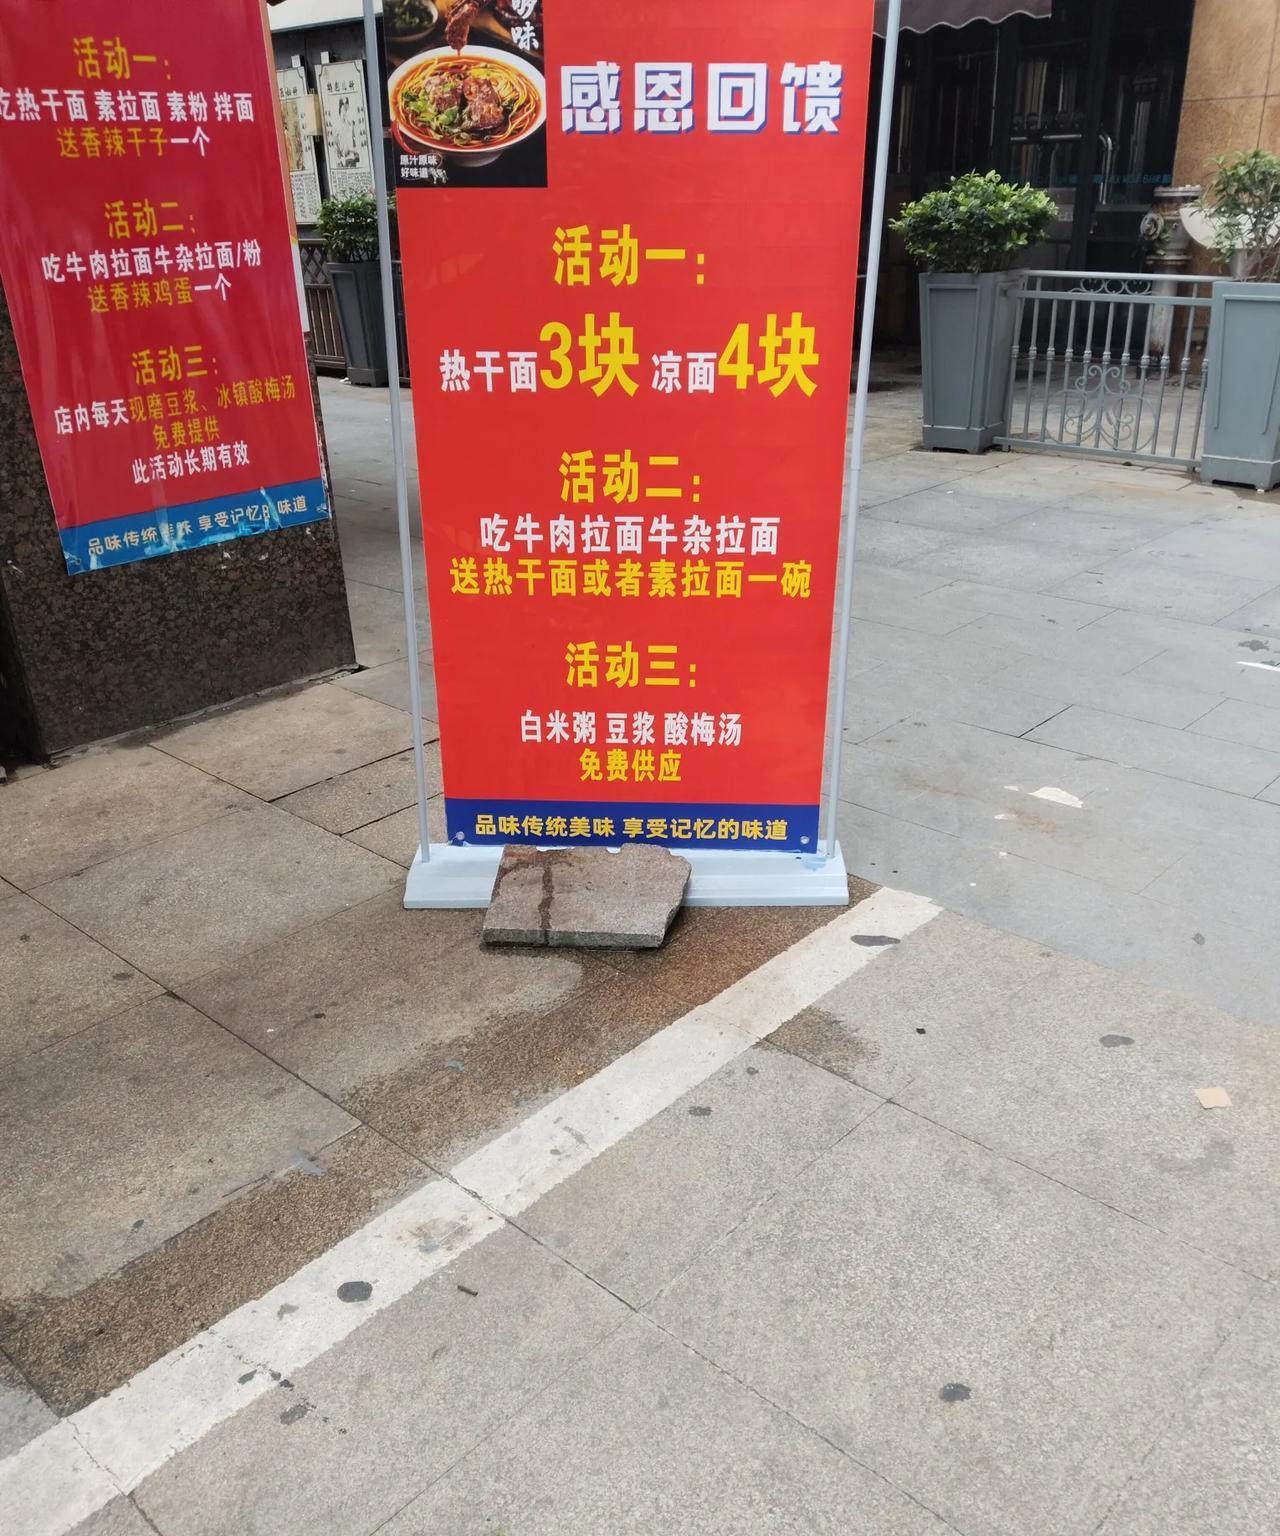 活动一：
吃热干面 素拉面 素粉 拌面
送香辣干子一个
活动二：
吃牛肉拉面牛杂拉面/粉
送香辣鸡蛋一个
活动三：
店内每天现磨豆浆、冰镇酸梅汤
免费提供
此活动长期有效
品味传统美味 享受记忆的味道
味
原汁原味
好味道
感恩回馈
活动一：
热干面3块 凉面4块
活动二：
吃牛肉拉面牛杂拉面
送热干面或者素拉面一碗
活动三：
白米粥 豆浆 酸梅汤
免费供应
品味传统美味 享受记忆的味道